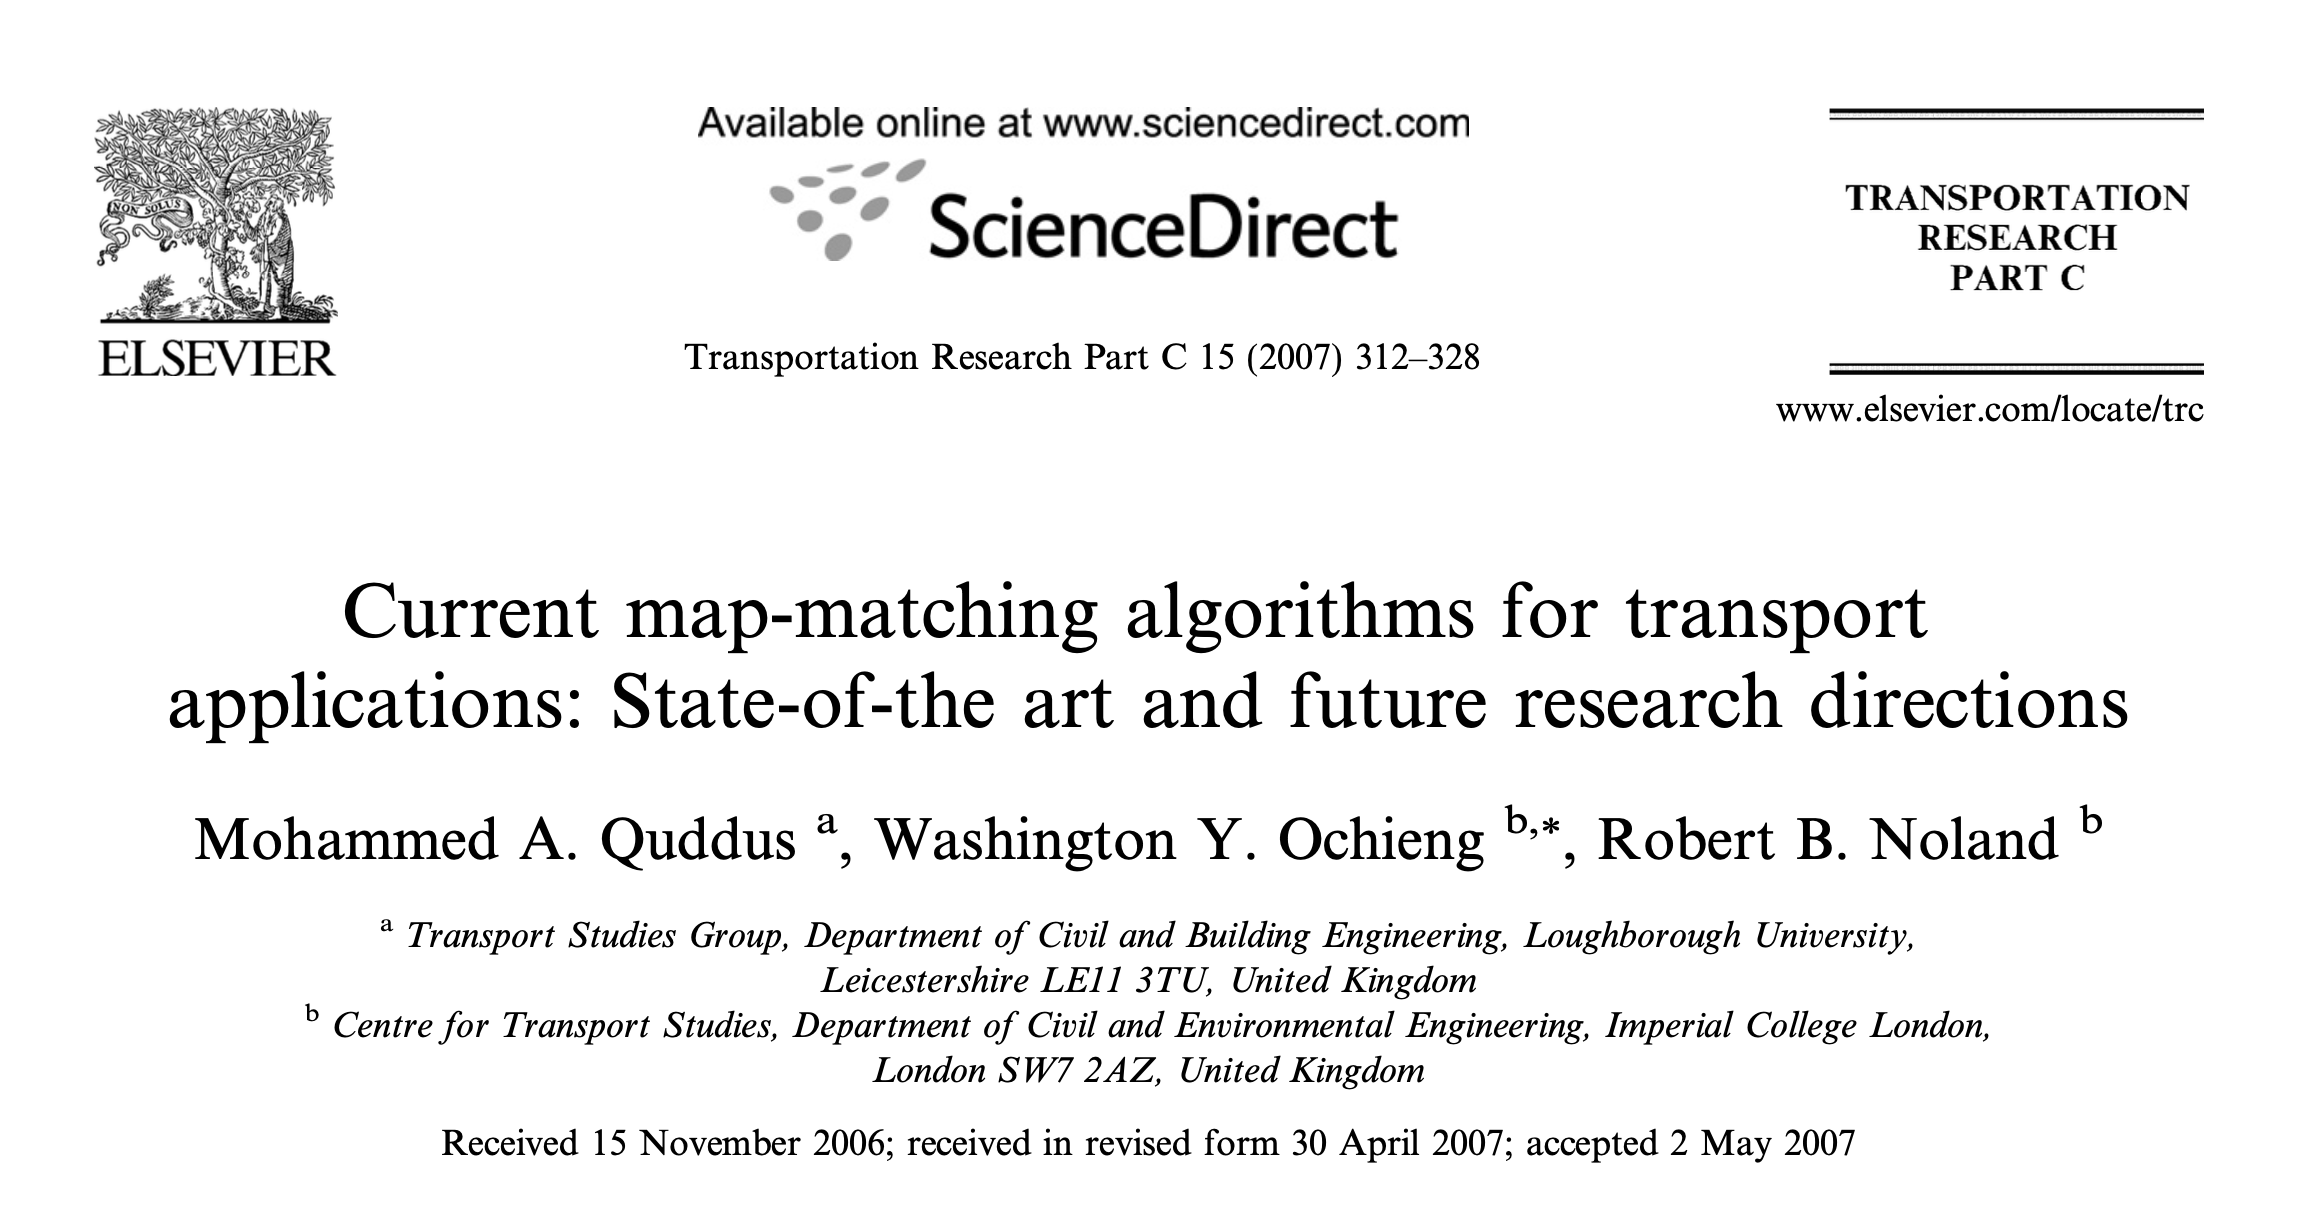 Available online at www.sciencedirect.com
ScienceDirect
NON SOLUS
ELSEVIER
Transportation Research Part C 15 (2007) 312–328
TRANSPORTATION
RESEARCH
PART C
www.elsevier.com/locate/trc
Current map-matching algorithms for transport
applications: State-of-the art and future research directions
Mohammed A. Quddus a, Washington Y. Ochieng b,*, Robert B. Noland b
a Transport Studies Group, Department of Civil and Building Engineering, Loughborough University,
Leicestershire LE11 3TU, United Kingdom
b Centre for Transport Studies, Department of Civil and Environmental Engineering, Imperial College London,
London SW7 2AZ, United Kingdom
Received 15 November 2006; received in revised form 30 April 2007; accepted 2 May 2007